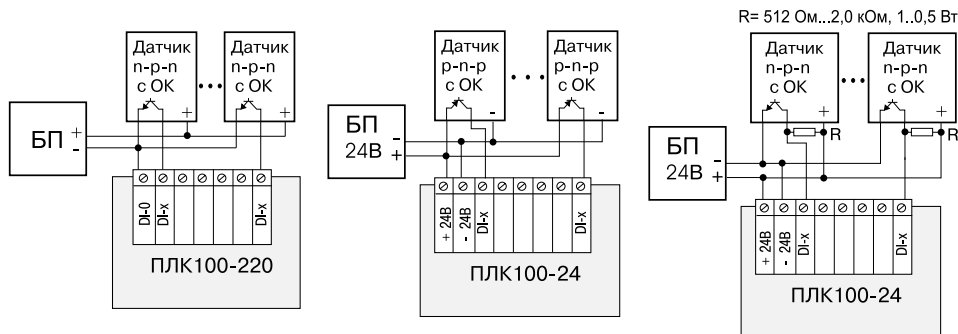 R= 512 Ом...2,0 кОм, 1..0,5 Вт
Датчик
n-p-n
с ОК
+
Датчик
n-p-n
с ОК
+
БП
+
-
DI-0
DI-x
DI-x
ПЛК100-220
Датчик
p-n-p
с ОК
-
Датчик
p-n-p
с ОК
-
БП
24В
-
+
+ 24В
- 24В
DI-x
DI-x
ПЛК100-24
Датчик
n-p-n
с ОК
+
R
Датчик
n-p-n
с ОК
+
R
БП
24В
-
+
+ 24В
- 24В
DI-x
DI-x
ПЛК100-24